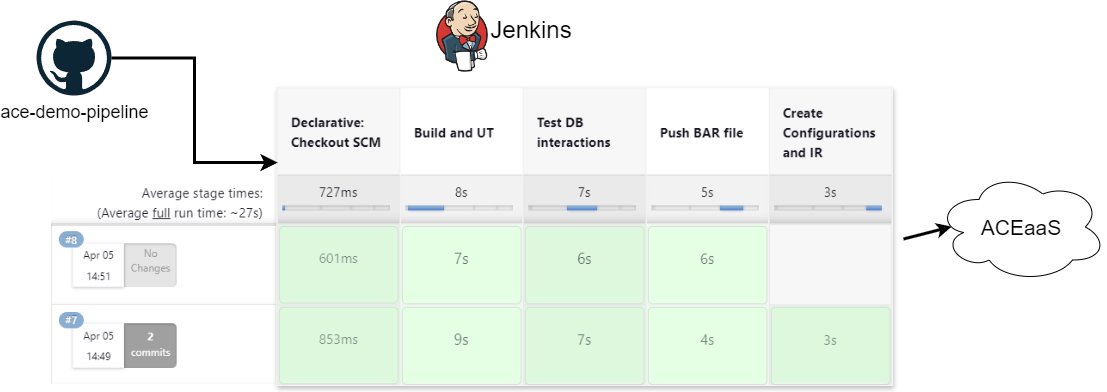 Jenkins
ace-demo-pipeline
Declarative:
Checkout SCM
Build and UT
Test DB
interactions
Push BAR file
Create
Configurations
and IR
Average stage times:
(Average full run time: ~27s)
727ms
8s
7s
5s
3s
ACEaaS
#8
Apr 05
14:51
No
Changes
601ms
7s
6s
6s
#7
Apr 05
14:49
2
commits
853ms
9s
7s
4s
3s